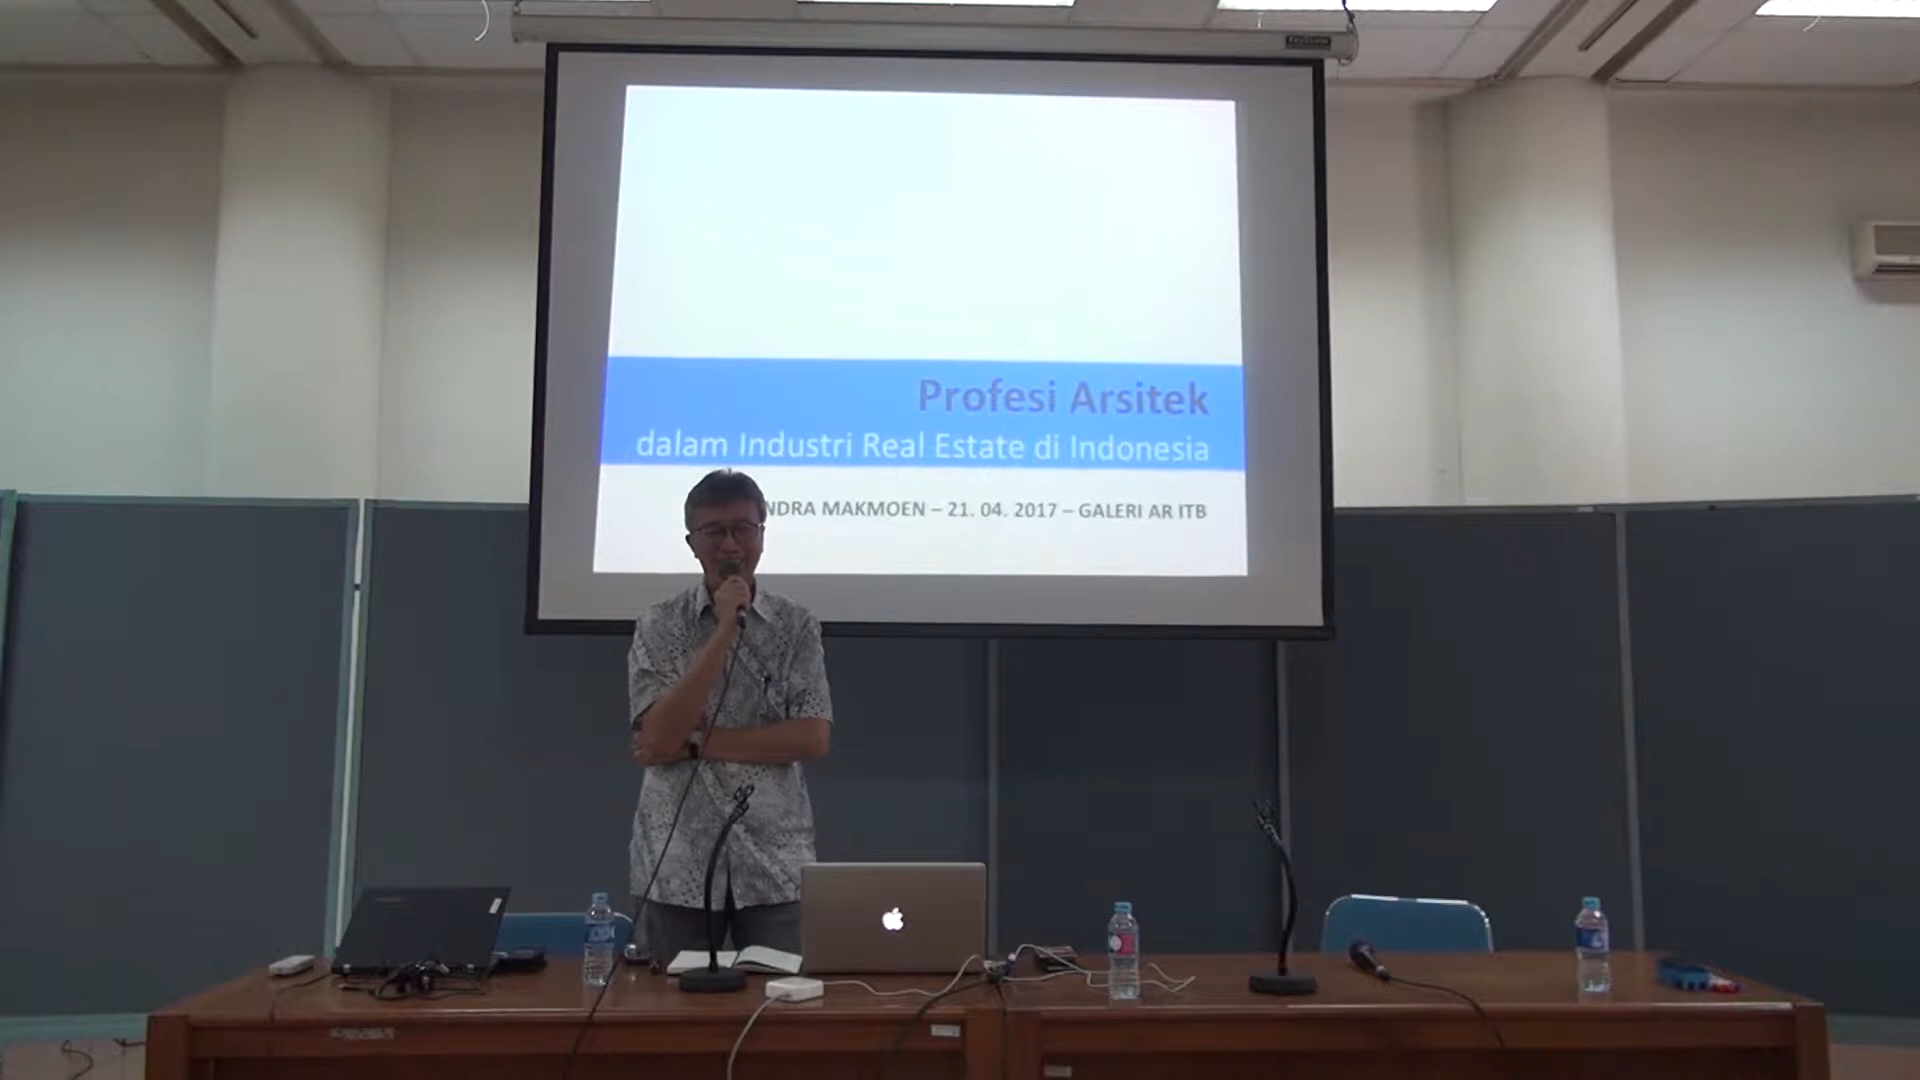 Profesi Arsitek
dalam Industri Real Estate di Indonesia
NDRA MAKMOEN – 21. 04. 2017 – GALERI AR ITB